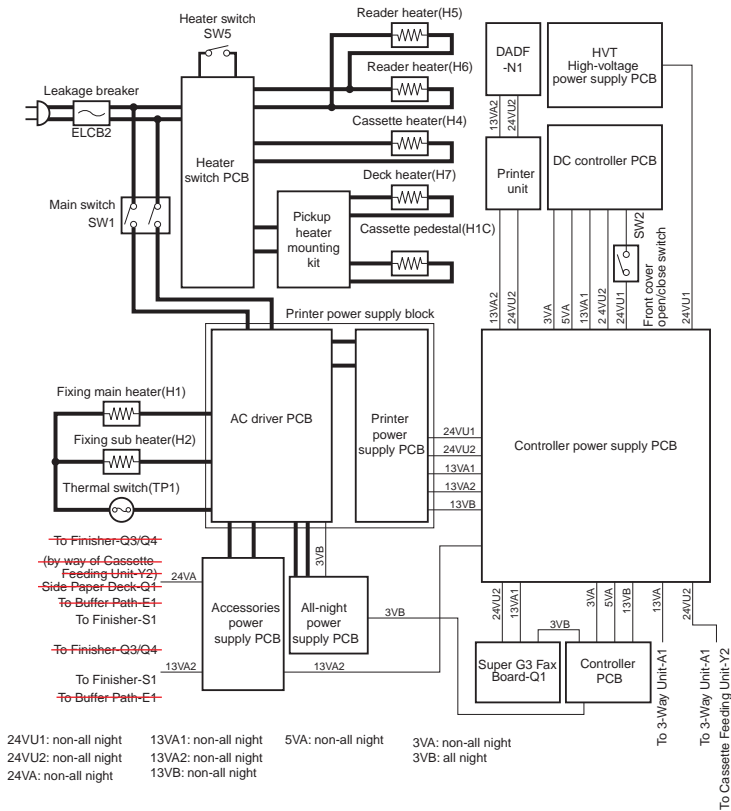 Heater switch
SW5
Reader heater(H5)
Reader heater(H6)
Cassette heater(H4)
Deck heater(H7)
Cassette pedestal(H1C)
Leakage breaker
ELCB2
Heater
switch PCB
Pickup
heater
mounting
kit
Main switch
SW1
DADF
-N1
HVT
High-voltage
power supply PCB
13VA2
24VU2
Printer
unit
DC controller PCB
SW2
Front cover
open/close switch
13VA2
24VU2
3VA
5VA
13VA1
2 4VU2
24VU1
24VU1
Printer power supply block
AC driver PCB
Printer
power
supply PCB
24VU1
24VU2
13VA1
13VA2
13VB
Controller power supply PCB
Fixing main heater(H1)
Fixing sub heater(H2)
Thermal switch(TP1)
To Finisher-Q3/Q4
(by way of Cassette
Feeding Unit-Y2)
Side Paper Deck-Q1
To Buffer Path-E1
To Finisher-S1
24VA
To Finisher-Q3/Q4
To Finisher-S1
To Buffer Path-E1
13VA2
Accessories
power
supply PCB
3VB
All-night
power
supply PCB
3VB
13VA2
24VU2
13VA1
3VA
5VA
13VB
13VA
24VU2
3VB
Super G3 Fax
Board-Q1
Controller
PCB
To 3-Way Unit-A1
To 3-Way Unit-A1
To Cassette Feeding Unit-Y2
24VU1: non-all night
24VU2: non-all night
24VA: non-all night
13VA1: non-all night
13VA2: non-all night
13VB: non-all night
5VA: non-all night
3VA: non-all night
3VB: all night